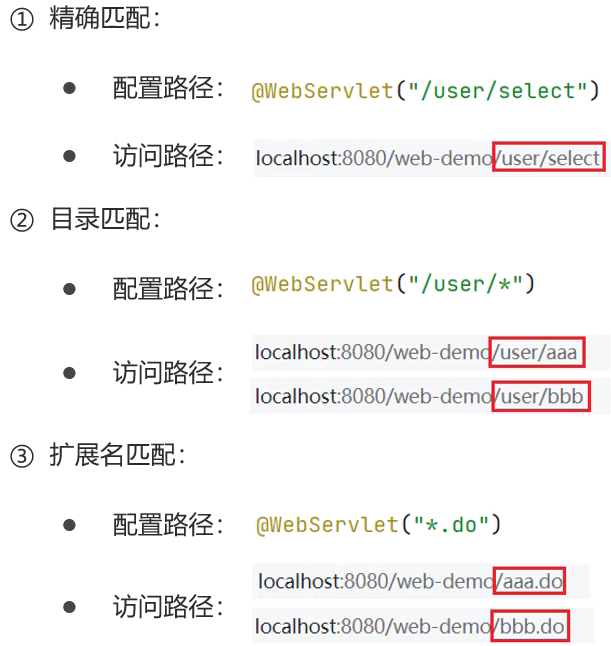 ① 精确匹配：
● 配置路径： @WebServlet("/user/select")
● 访问路径： localhost:8080/web-demo/user/select
② 目录匹配：
● 配置路径： @WebServlet("/user/*")
● 访问路径： localhost:8080/web-demo/user/aaa
localhost:8080/web-demo/user/bbb
③ 扩展名匹配：
● 配置路径： @WebServlet("*.do")
● 访问路径： localhost:8080/web-demo/aaa.do
localhost:8080/web-demo/bbb.do